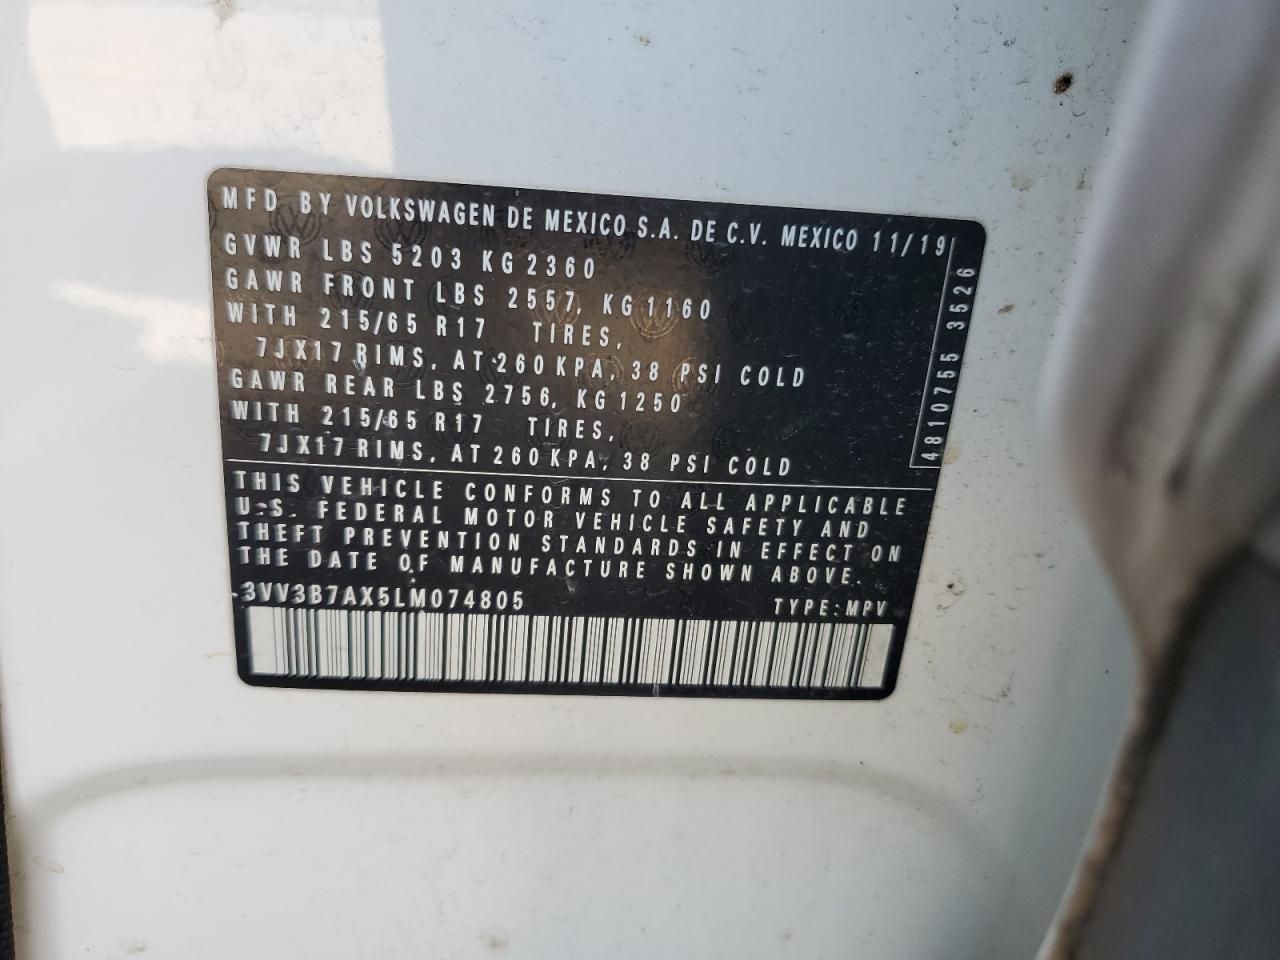 MFD BY VOLKSWAGEN DE MEXICO S.A. DE C.V. MEXICO 11/19
GVWR LBS 5203 KG 2360
GAWR FRONT LBS 2557, KG 1160
WITH 215/65 R17 TIRES,
7JX17 RIMS, AT 260 KPA, 38 PSI COLD
GAWR REAR LBS 2756, KG 1250
WITH 215/65 R17 TIRES,
7JX17 RIMS, AT 260 KPA, 38 PSI COLD
4810755 3526
THIS VEHICLE CONFORMS TO ALL APPLICABLE
U.S. FEDERAL MOTOR VEHICLE SAFETY AND
THEFT PREVENTION STANDARDS IN EFFECT ON
THE DATE OF MANUFACTURE SHOWN ABOVE.
3VV3B7AX5LM074805 TYPE: MPV